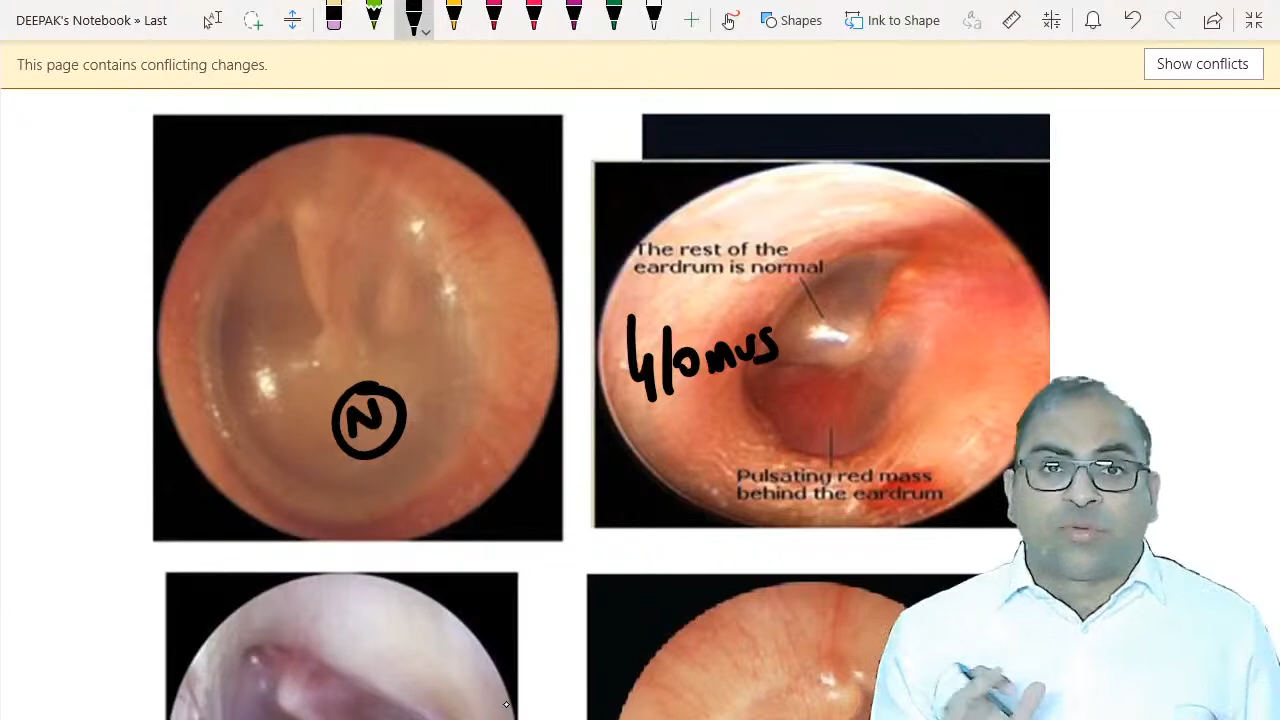 DEEPAK's Notebook » Last
Shapes
Ink to Shape
This page contains conflicting changes.
Show conflicts
The rest of the
eardrum is normal
Glomus
N
Pulsating red mass
behind the eardrum